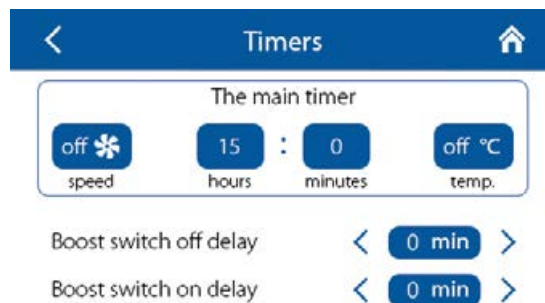 Timers
The main timer
off 15 : 0 off °C
speed hours minutes temp.
Boost switch off delay < 0 min >
Boost switch on delay < 0 min >